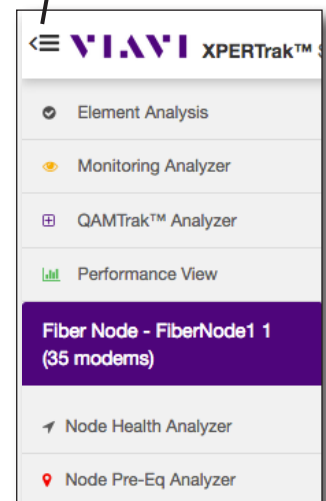 VIAVI XPERTrak™
Element Analysis
Monitoring Analyzer
QAMTrak™ Analyzer
Performance View
Fiber Node - FiberNode1 1
(35 modems)
Node Health Analyzer
Node Pre-Eq Analyzer